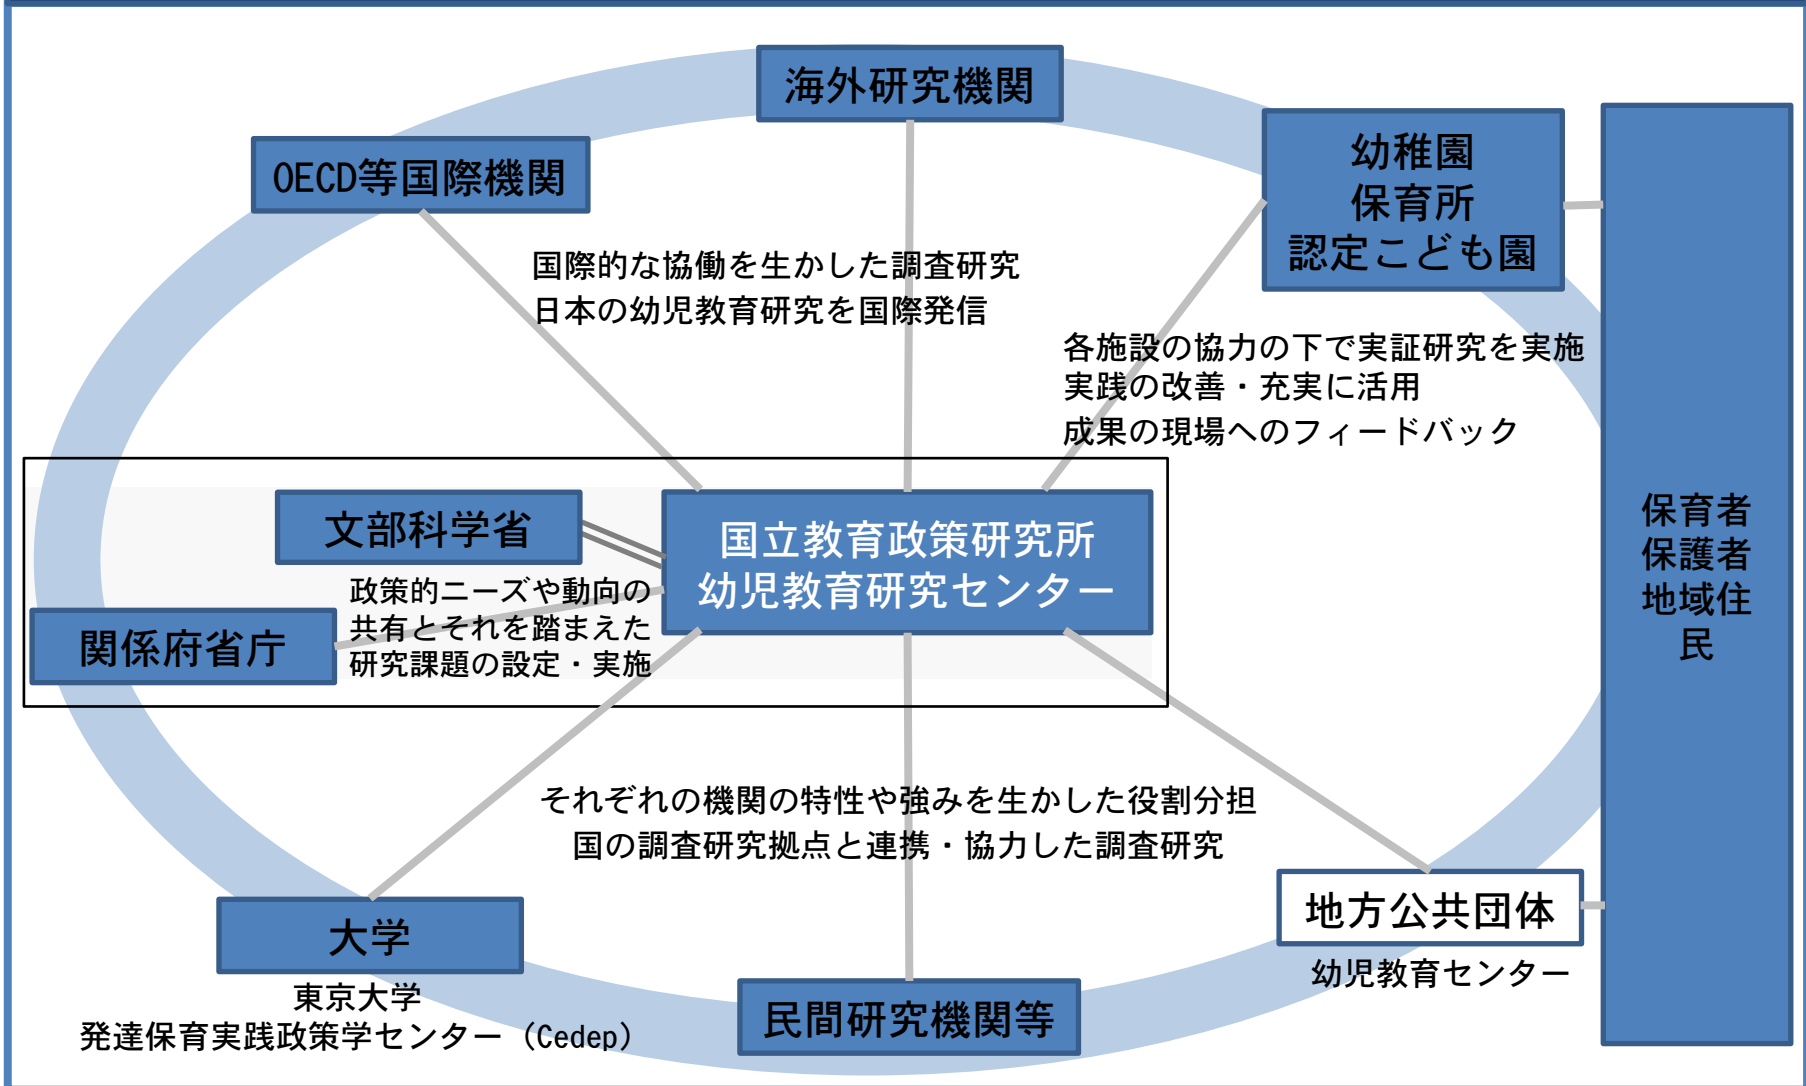 海外研究機関
OECD等国際機関
幼稚園
保育所
認定こども園
国際的な協働を生かした調査研究
日本の幼児教育研究を国際発信
各施設の協力の下で実証研究を実施
実践の改善・充実に活用
成果の現場へのフィードバック
保育者
保護者
地域住
民
文部科学省
国立教育政策研究所
幼児教育研究センター
政策的ニーズや動向の
共有とそれを踏まえた
研究課題の設定・実施
関係府省庁
それぞれの機関の特性や強みを生かした役割分担
国の調査研究拠点と連携・協力した調査研究
大学
東京大学
発達保育実践政策学センター（Cedep）
民間研究機関等
地方公共団体
幼児教育センター